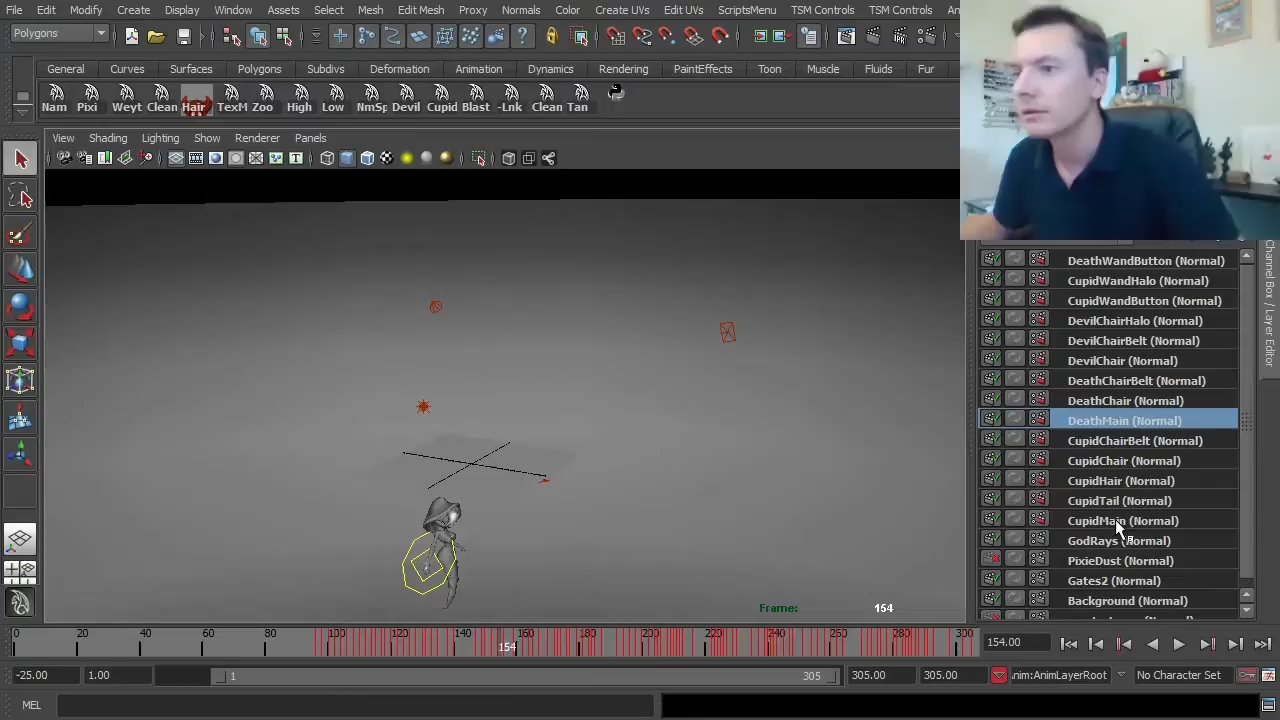 File Edit Modify Create Display Window Assets Select Mesh Edit Mesh Proxy Normals Color Create UVs Edit UVs ScriptsMenu TSM Controls TSM Controls An
Polygons
General Curves Surfaces Polygons Subdivs Deformation Animation Dynamics Rendering PaintEffects Toon Muscle Fluids Fur
Nam Pixi Weyt Clean Hair TexM Zoo High Low NmSp Devil Cupid Blast -Lnk Clean Tan
View Shading Lighting Show Renderer Panels
Channel Box / Layer Editor
DeathWandButton (Normal)
CupidWandHalo (Normal)
CupidWandButton (Normal)
DevilChairHalo (Normal)
DevilChairBelt (Normal)
DevilChair (Normal)
DeathChairBelt (Normal)
DeathChair (Normal)
DeathMain (Normal)
CupidChairBelt (Normal)
CupidChair (Normal)
CupidHair (Normal)
CupidTail (Normal)
CupidMain (Normal)
GodRays (Normal)
PixieDust (Normal)
Gates2 (Normal)
Background (Normal)
Frame: 154
0 20 40 60 80 100 120 140 160 180 200 220 240 260 280 300
154
154.00
-25.00 1.00 1 305 305.00 305.00 nim:AnimLayerRoot No Character Set
MEL